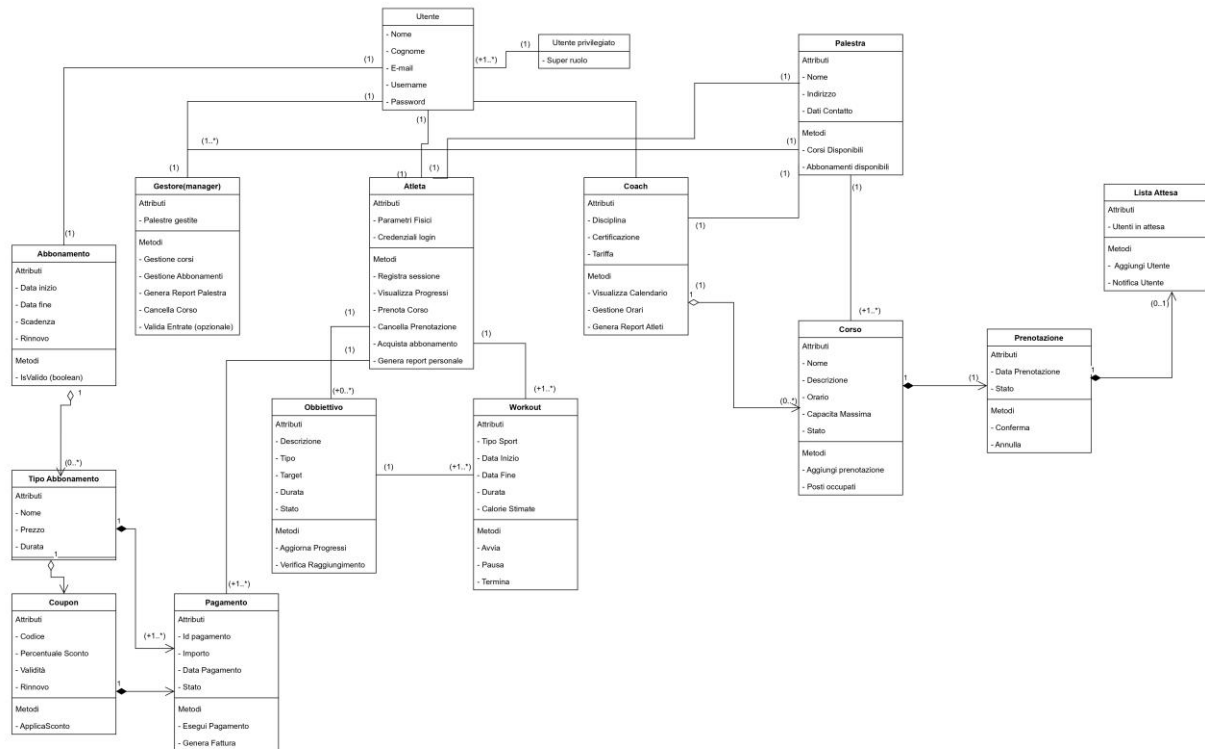 Utente
- Nome
- Cognome
- E-mail
- Username
- Password
(1)
(1)
(1)
(+1..*)
(1)
Utente privilegiato
- Super ruolo
Palestra
Attributi
- Nome
- Indirizzo
- Dati Contatto
Metodi
- Corsi Disponibili
- Abbonamenti disponibili
(1)
(1)
(1)
(1)
(1..*)
(1)
Gestore(manager)
Attributi
- Palestre gestite
Metodi
- Gestione corsi
- Gestione Abbonamenti
- Genera Report Palestra
- Cancella Corso
- Valida Entrate (opzionale)
(1)
(1)
Atleta
Attributi
- Parametri Fisici
- Credenziali login
Metodi
- Registra sessione
- Visualizza Progressi
- Prenota Corso
- Cancella Prenotazione
- Acquista abbonamento
- Genera report personale
(1)
(1)
(1)
Coach
Attributi
- Disciplina
- Certificazione
- Tariffa
Metodi
- Visualizza Calendario
- Gestione Orari
- Genera Report Atleti
(1)
(1)
1
Lista Attesa
Attributi
- Utenti in attesa
Metodi
- Aggiungi Utente
- Notifica Utente
(0..1)
(1)
Abbonamento
Attributi
- Data inizio
- Data fine
- Scadenza
- Rinnovo
Metodi
- IsValido (boolean)
1
(0..*)
(+1..*)
Corso
Attributi
- Nome
- Descrizione
- Orario
- Capacita Massima
- Stato
Metodi
- Aggiungi prenotazione
- Posti occupati
(0..*)
1
(1)
Prenotazione
Attributi
- Data Prenotazione
- Stato
Metodi
- Conferma
- Annulla
1
(+0..*)
Obbiettivo
Attributi
- Descrizione
- Tipo
- Target
- Durata
- Stato
Metodi
- Aggiorna Progressi
- Verifica Raggiungimento
(1)
(+1..*)
(+1..*)
Workout
Attributi
- Tipo Sport
- Data Inizio
- Data Fine
- Durata
- Calorie Stimate
Metodi
- Avvia
- Pausa
- Termina
Tipo Abbonamento
Attributi
- Nome
- Prezzo
- Durata
1
1
Coupon
Attributi
- Codice
- Percentuale Sconto
- Validità
- Rinnovo
Metodi
- ApplicaSconto
1
(+1..*)
(+1..*)
Pagamento
Attributi
- Id pagamento
- Importo
- Data Pagamento
- Stato
Metodi
- Esegui Pagamento
- Genera Fattura